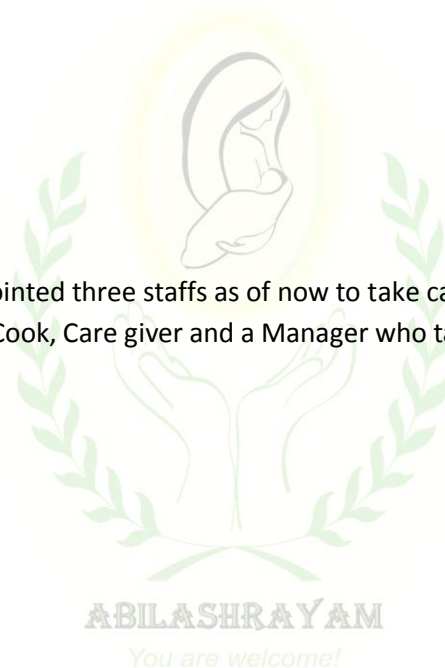 ointed three staffs as of now to take ca
Cook, Care giver and a Manager who ta
ABILASHRAYAM
You are welcome!